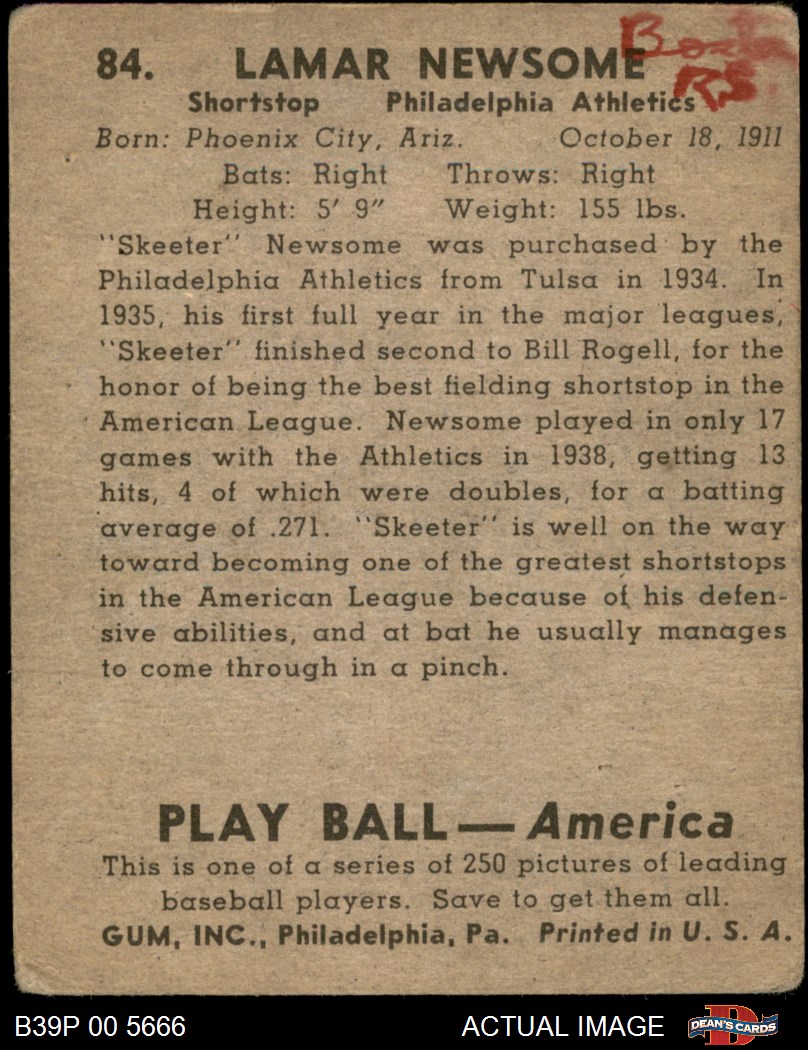 84. LAMAR NEWSOME
RS
Shortstop Philadelphia Athletics
Born: Phoenix City, Ariz. October 18, 1911
Bats: Right Throws: Right
Height: 5' 9" Weight: 155 lbs.
"Skeeter" Newsome was purchased by the
Philadelphia Athletics from Tulsa in 1934. In
1935, his first full year in the major leagues,
"Skeeter" finished second to Bill Rogell, for the
honor of being the best fielding shortstop in the
American League. Newsome played in only 17
games with the Athletics in 1938, getting 13
hits, 4 of which were doubles, for a batting
average of .271. "Skeeter" is well on the way
toward becoming one of the greatest shortstops
in the American League because of his defen-
sive abilities, and at bat he usually manages
to come through in a pinch.
PLAY BALL — America
This is one of a series of 250 pictures of leading
baseball players. Save to get them all.
GUM, INC., Philadelphia, Pa. Printed in U. S. A.
B39P 00 5666 ACTUAL IMAGE DEAN'S CARDS